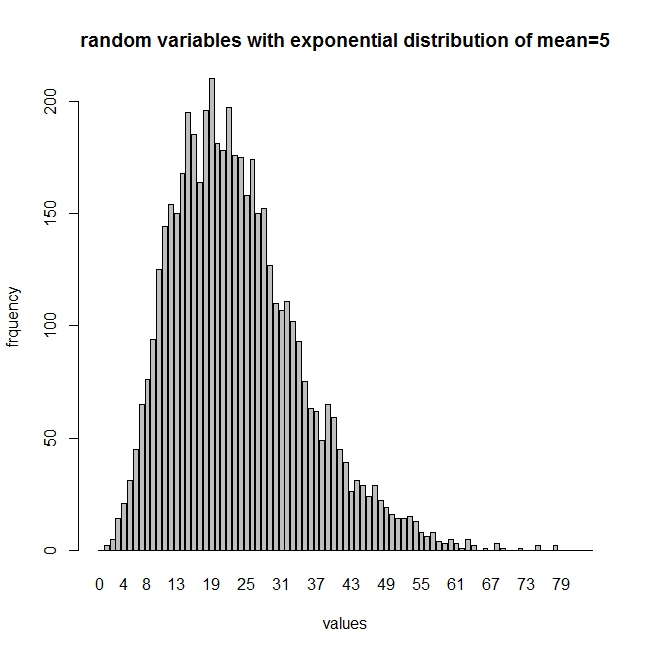 random variables with exponential distribution of mean=5
200
150
100
50
0
frquency
0 4 8 13 19 25 31 37 43 49 55 61 67 73 79
values